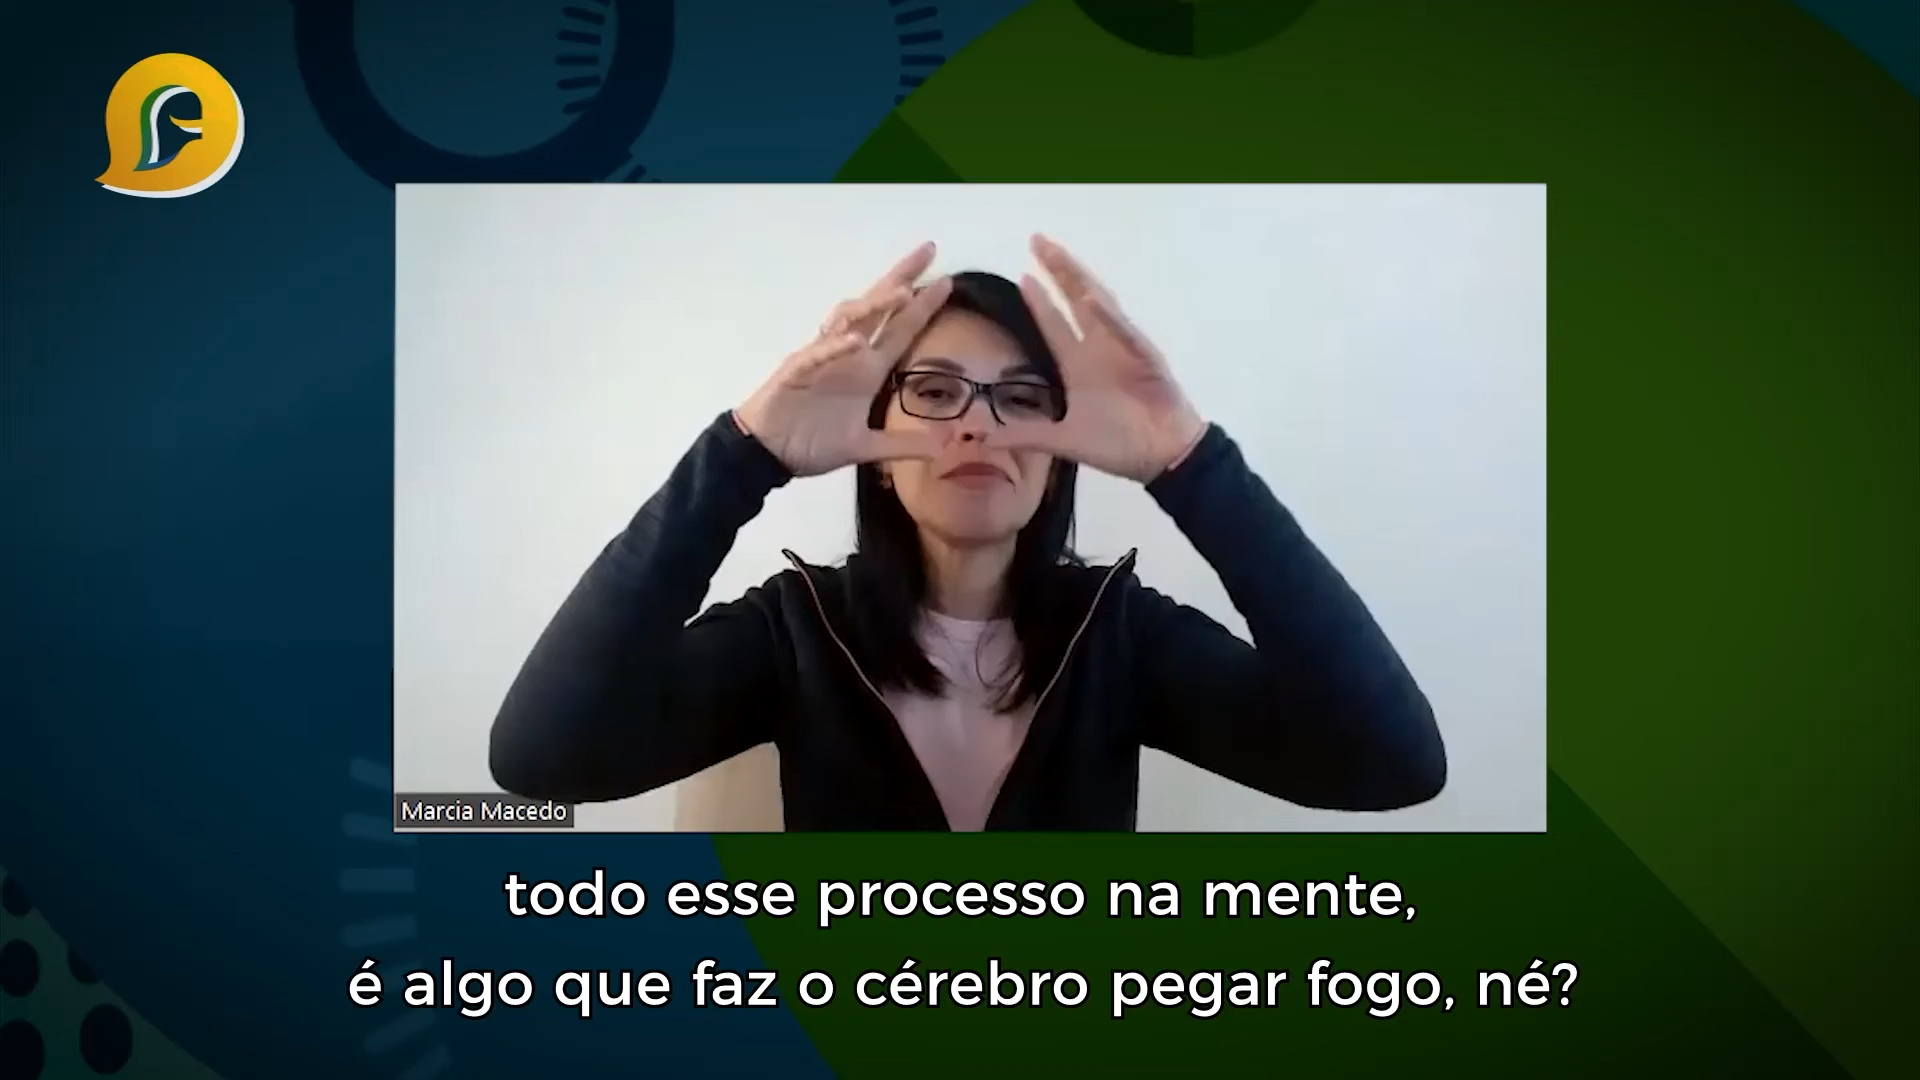 Marcia Macedo
todo esse processo na mente,
é algo que faz o cérebro pegar fogo, né?